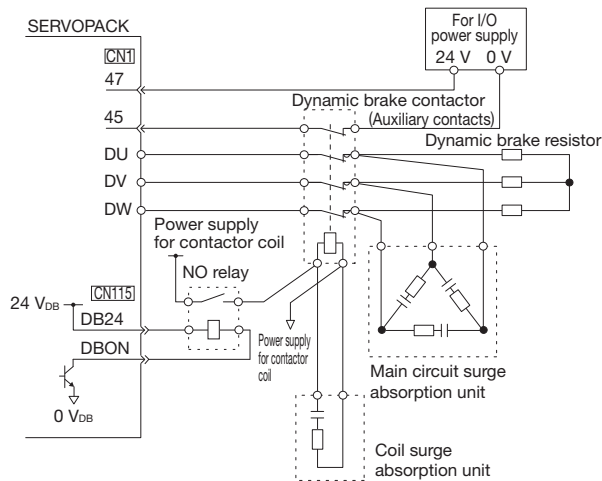 SERVOPACK
For I/O
power supply
24 V 0 V
CN1
47
Dynamic brake contactor
(Auxiliary contacts)
45
Dynamic brake resistor
DU
DV
DW
Power supply
for contactor coil
NO relay
CN115
24 VDB
DB24
DBON
0 VDB
Power supply
for contactor
coil
Main circuit surge
absorption unit
Coil surge
absorption unit